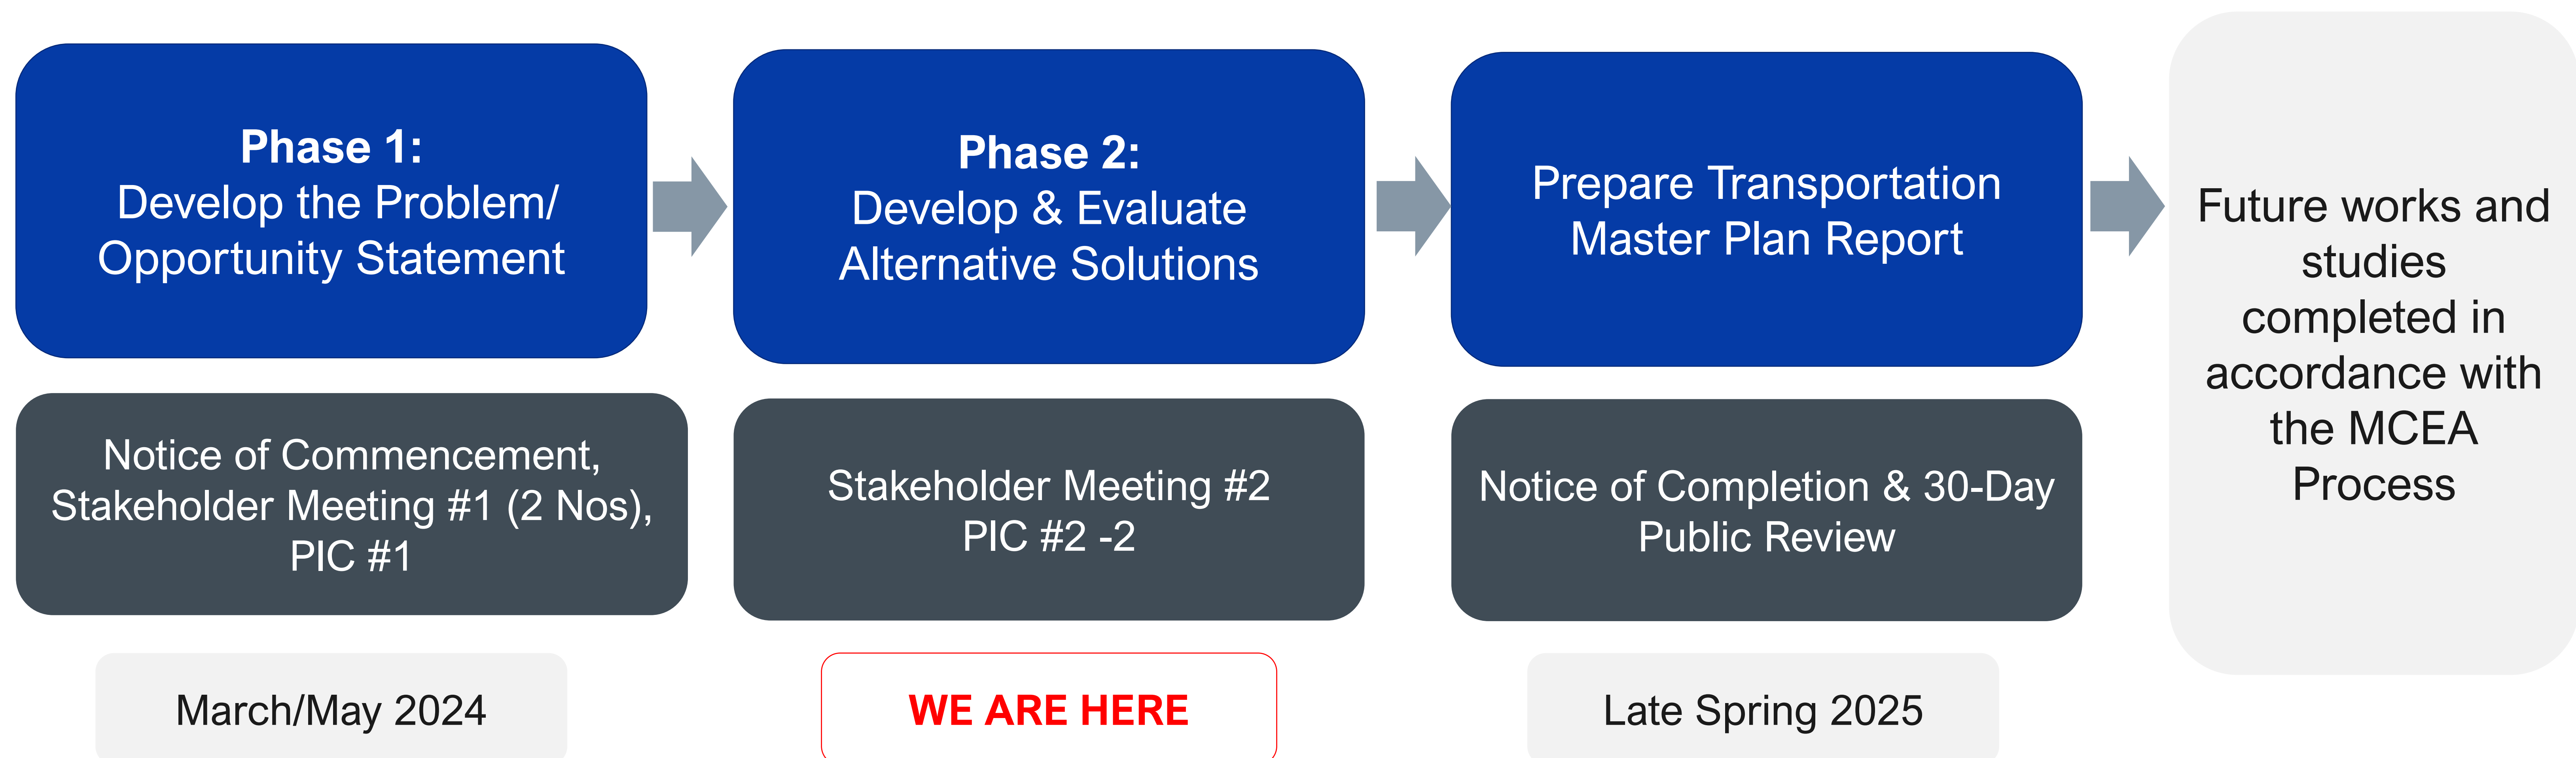 Phase 1:
Develop the Problem/
Opportunity Statement
Notice of Commencement,
Stakeholder Meeting #1 (2 Nos),
PIC #1
March/May 2024
Phase 2:
Develop & Evaluate
Alternative Solutions
Stakeholder Meeting #2
PIC #2 -2
WE ARE HERE
Prepare Transportation
Master Plan Report
Notice of Completion & 30-Day
Public Review
Late Spring 2025
Future works and
studies
completed in
accordance with
the MCEA
Process